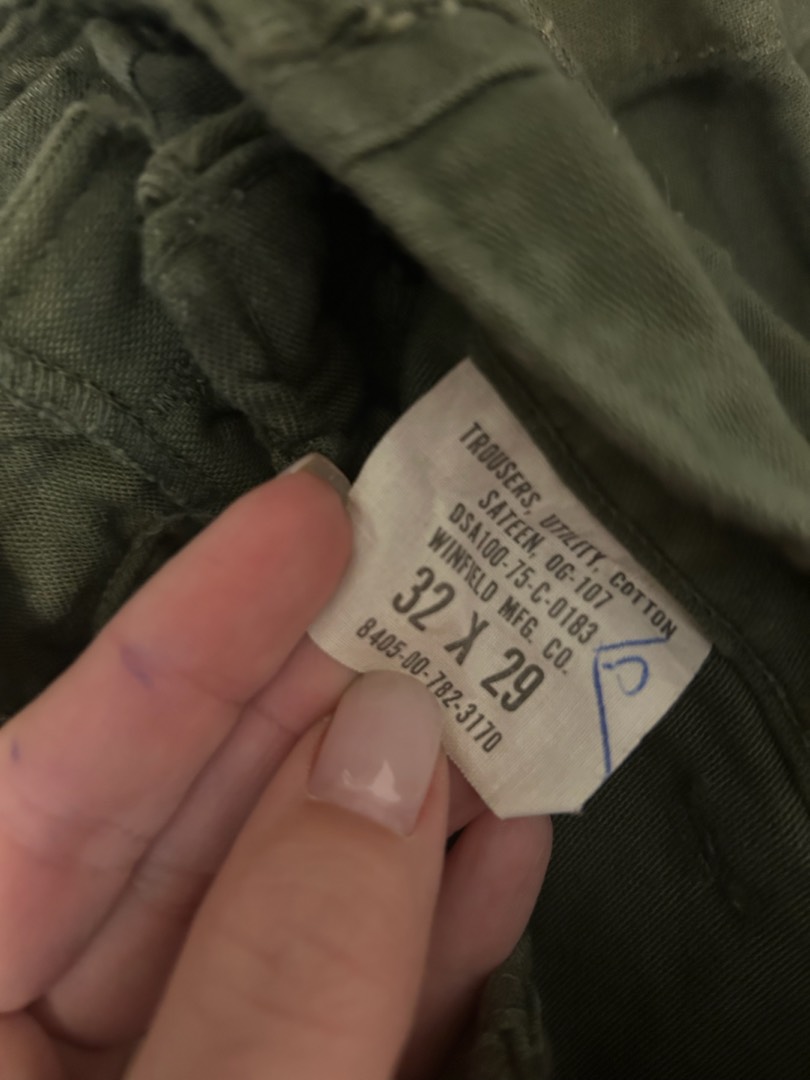 TROUSERS, UTILITY, COTTON
SATEEN, OG-107
DSA100-75-C-0183
WINFIELD MFG. CO.
32 X 29
8405-00-782-3170